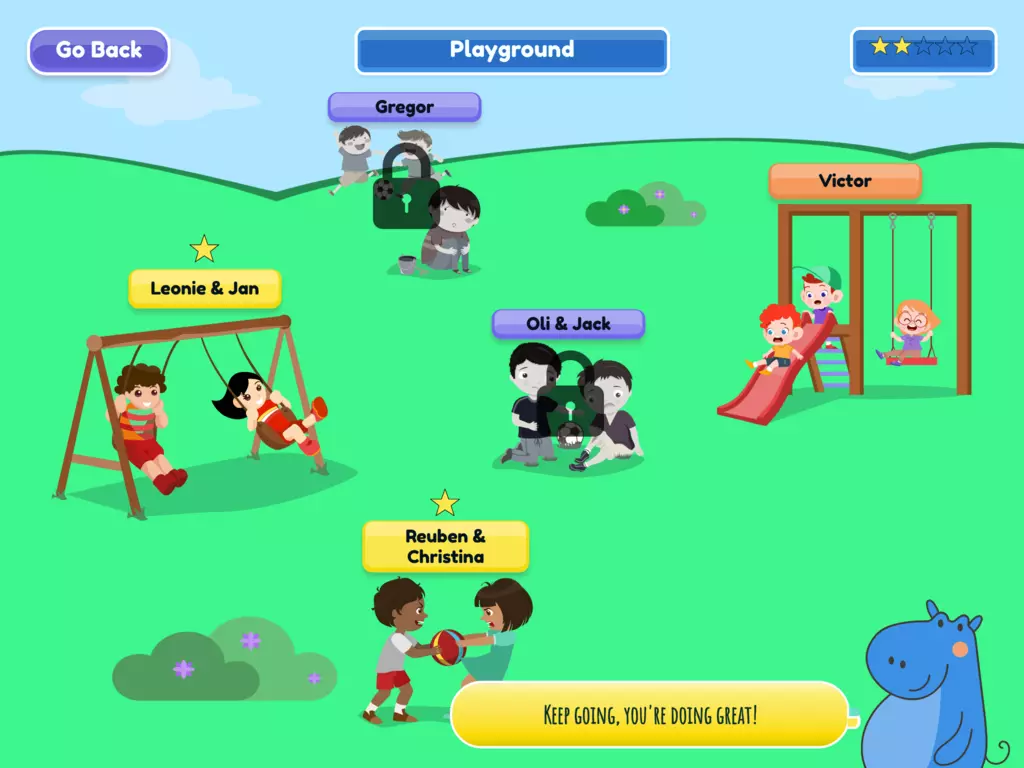 Go Back
Playground
Gregor
Victor
Leonie & Jan
Oli & Jack
Reuben &
Christina
Keep going, you're doing great!